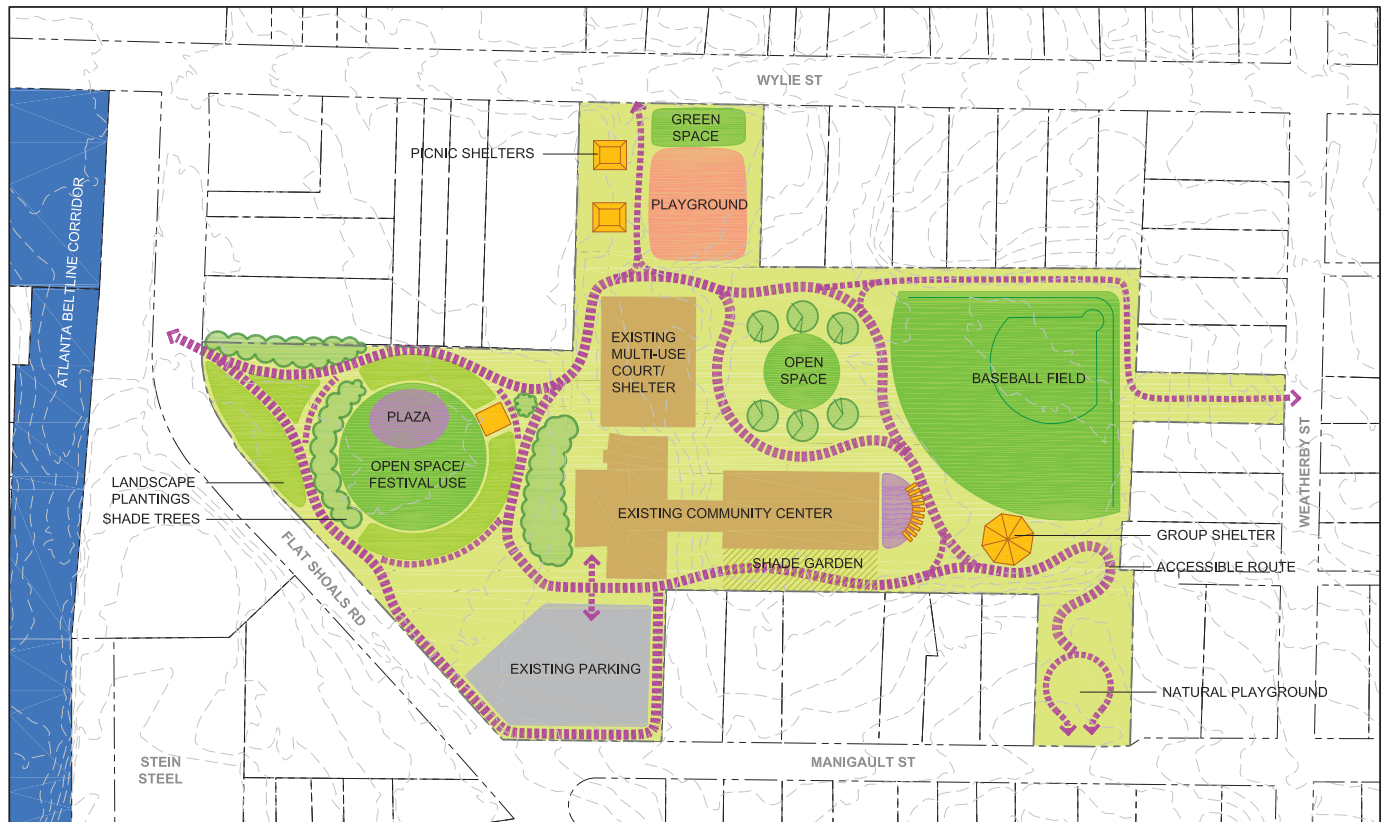 WYLIE ST
GREEN
SPACE
PICNIC SHELTERS
PLAYGROUND
ATLANTA BELTLINE CORRIDOR
EXISTING
MULTI-USE
COURT/
SHELTER
OPEN
SPACE
BASEBALL FIELD
PLAZA
OPEN SPACE/
FESTIVAL USE
LANDSCAPE
PLANTINGS
SHADE TREES
EXISTING COMMUNITY CENTER
WEATHERBY ST
GROUP SHELTER
SHADE GARDEN
ACCESSIBLE ROUTE
FLAT SHOALS RD
EXISTING PARKING
NATURAL PLAYGROUND
STEIN
STEEL
MANIGAULT ST